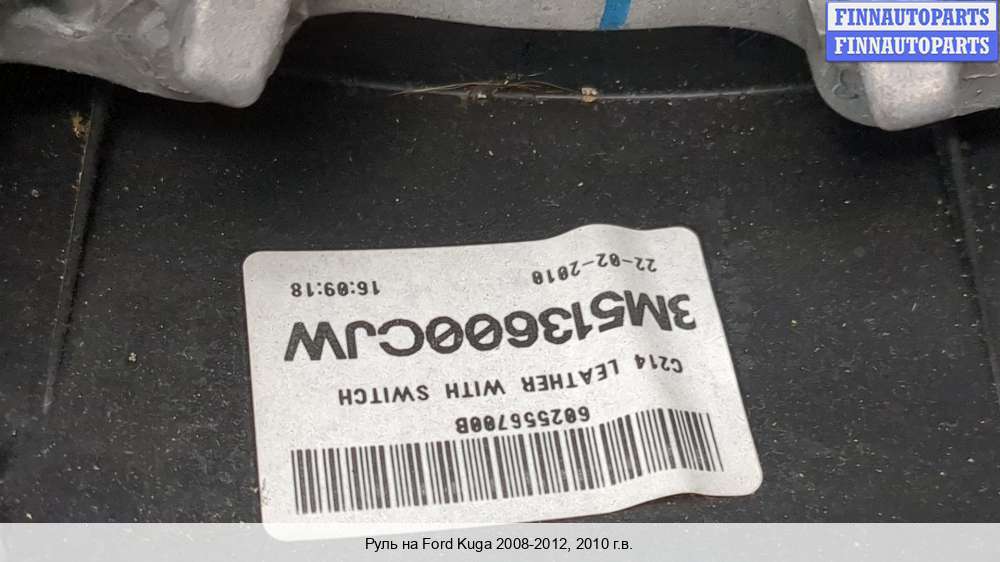 FINNAUTOPARTS
FINNAUTOPARTS
602556700B
C214 LEATHER WITH SWITCH
3M513600CJW
22-02-2010 16:09:18
Руль на Ford Kuga 2008-2012, 2010 г.в.